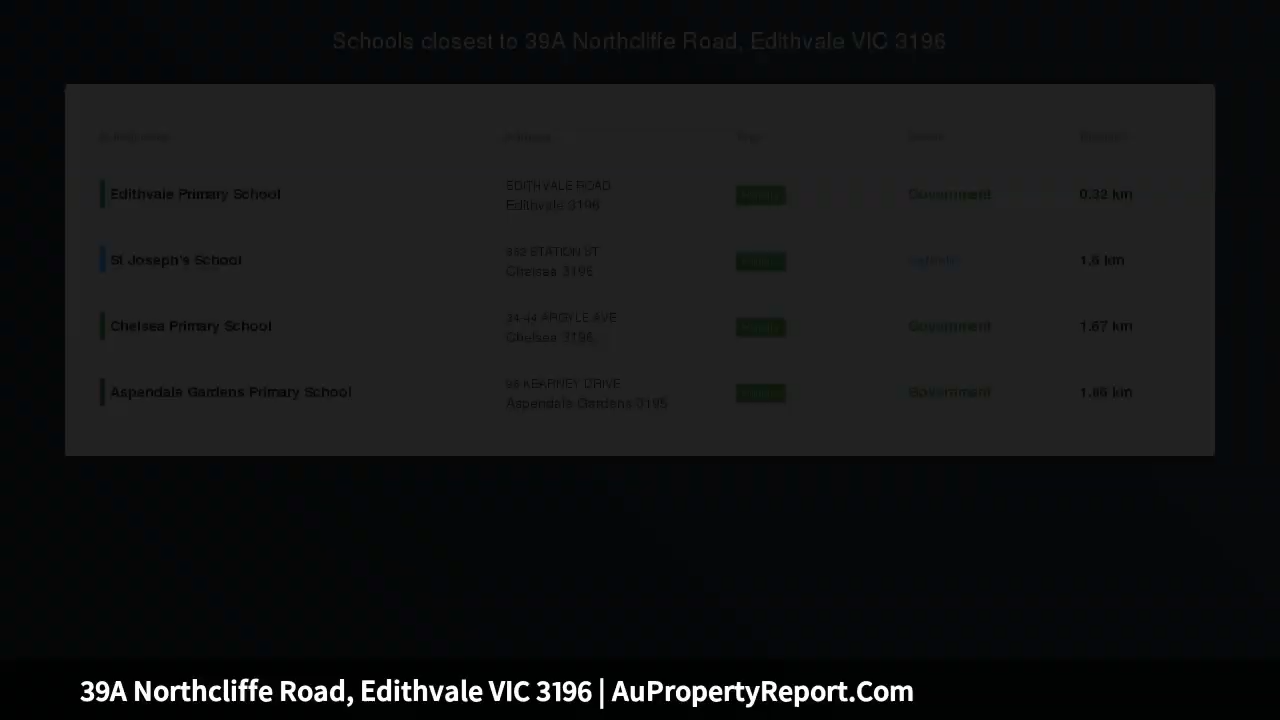 Schools closest to 39A Northcliffe Road, Edithvale VIC 3196
Edithvale Primary School
EDITHVALE ROAD
Edithvale 3196
Government
0.32 km
St Joseph's School
STATION ST
Chelsea 3196
1.6 km
Chelsea Primary School
34-44 ARGYLE AVE
Chelsea 3196
Government
1.67 km
Aspendale Gardens Primary School
KEARNEY DRIVE
Aspendale Gardens 3195
Government
1.86 km
39A Northcliffe Road, Edithvale VIC 3196 | AuPropertyReport.Com